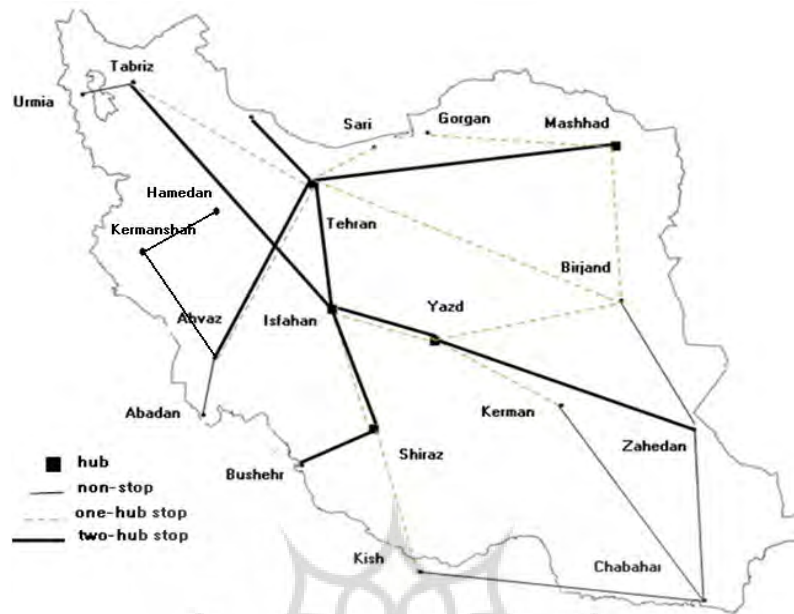 Tabriz
Urmia
Sari
Gorgan
Mashhad
Hamedan
Tehran
Kermanshah
Birjand
Ahvaz
Isfahan
Yazd
Abadan
Kerman
Zahedan
Shiraz
Bushehr
hub
non-stop
one-hub stop
two-hub stop
Kish
Chabahar